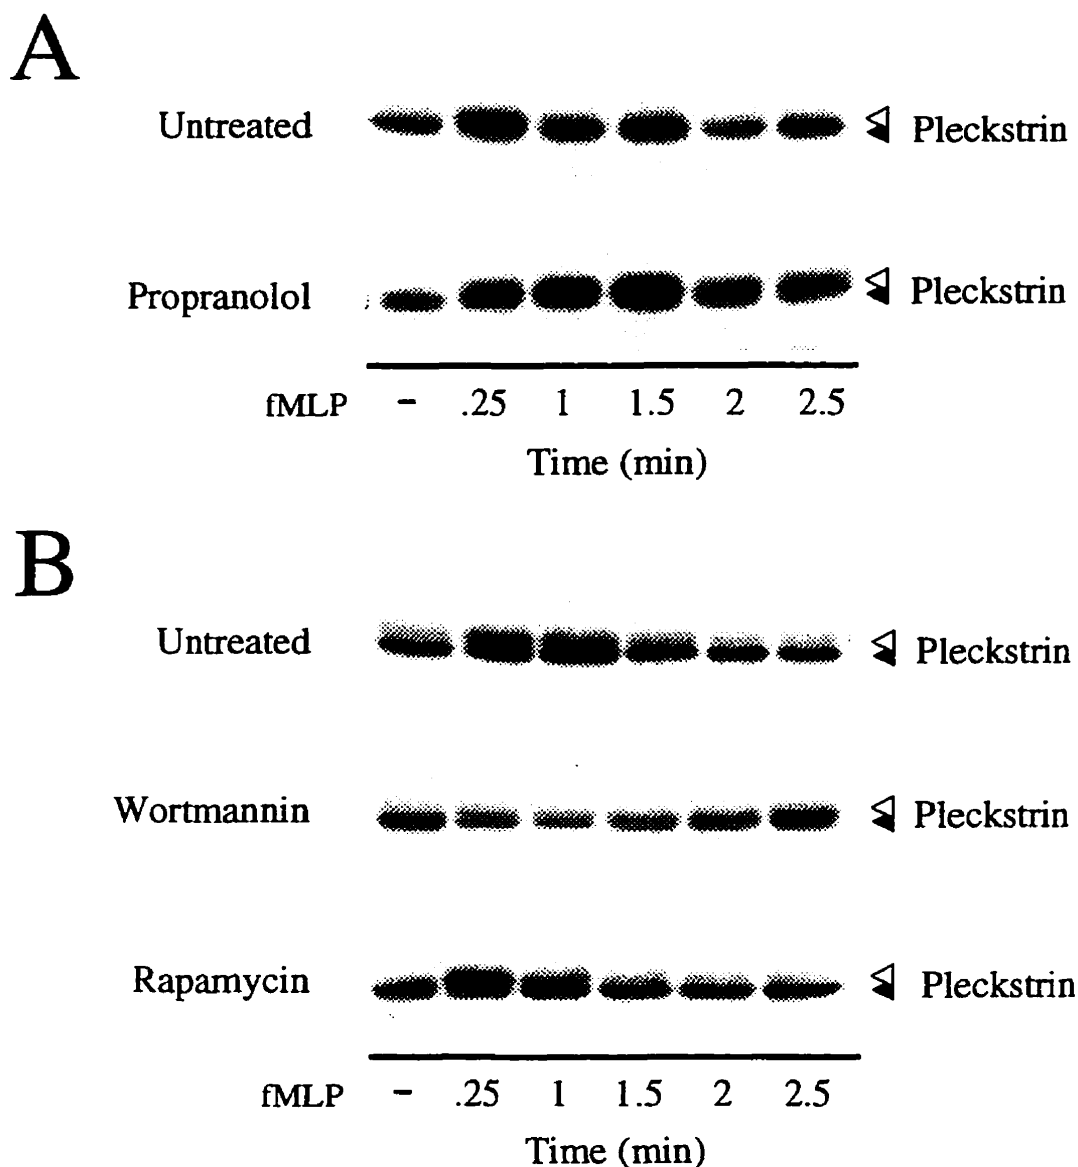 A
Untreated Pleckstrin
Propranolol Pleckstrin
fMLP - .25 1 1.5 2 2.5
Time (min)
B
Untreated Pleckstrin
Wortmannin Pleckstrin
Rapamycin Pleckstrin
fMLP - .25 1 1.5 2 2.5
Time (min)